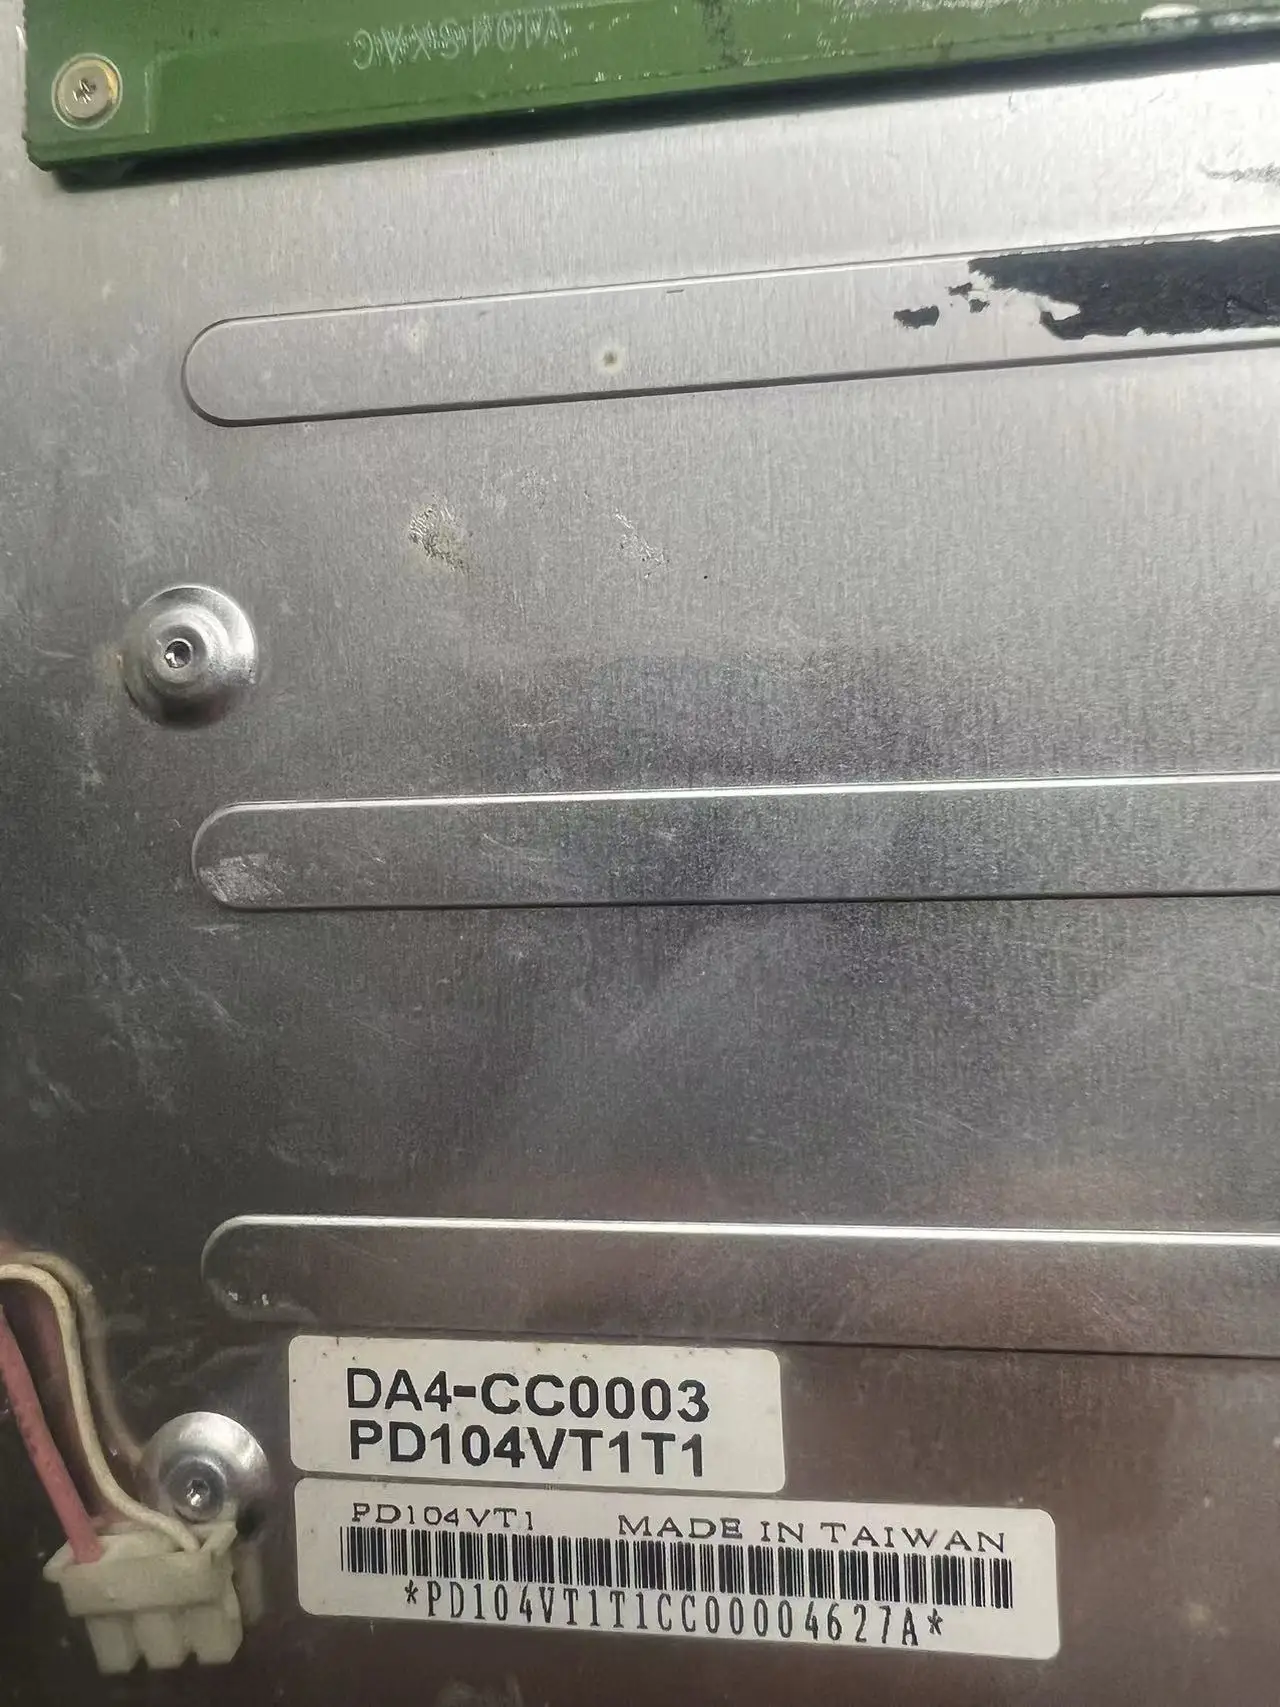 DA4-CC0003
PD104VT1T1
PD104VT1 MADE IN TAIWAN
*PD104VT1T1CC00004627A*